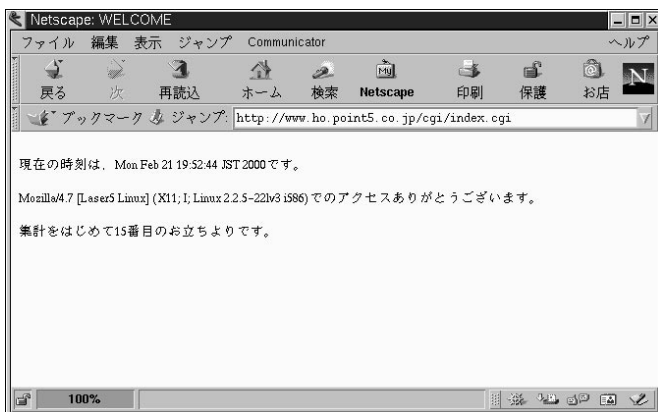 Netscape: WELCOME
ファイル 編集 表示 ジャンプ Communicator ヘルプ
戻る 次 再読込 ホーム 検索 Netscape 印刷 保護 お店
ブックマーク ジャンプ: http://www.ho.point5.co.jp/cgi/index.cgi
現在の時刻は、Mon Feb 21 19:52:44 JST 2000です。
Mozilla/4.7 [Laser5 Linux] (X11; I; Linux 2.2.5-22lv3 i586)でのアクセスありがとうございます。
集計をはじめて15番目のお立ちよりです。
100%